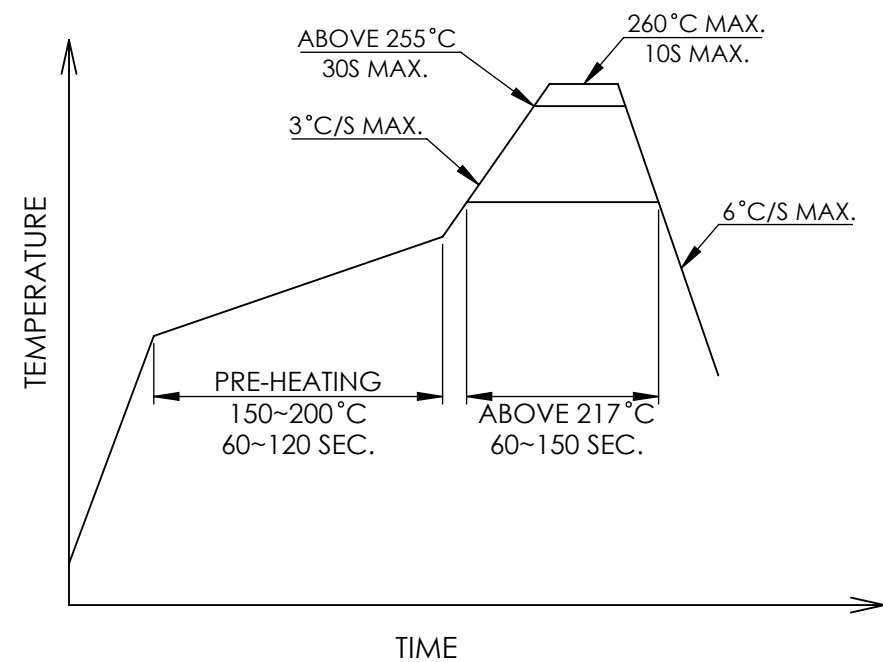 ABOVE 255°C
30S MAX.
260°C MAX.
10S MAX.
3°C/S MAX.
6°C/S MAX.
TEMPERATURE
PRE-HEATING
150~200°C
60~120 SEC.
ABOVE 217°C
60~150 SEC.
TIME